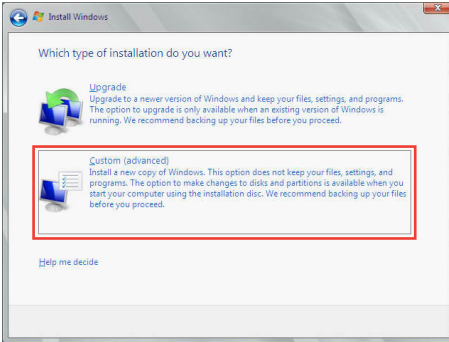 Install Windows
Which type of installation do you want?
Upgrade
Upgrade to a newer version of Windows and keep your files, settings, and programs.
The option to upgrade is only available when an existing version of Windows is
running. We recommend backing up your files before you proceed.
Custom (advanced)
Install a new copy of Windows. This option does not keep your files, settings, and
programs. The option to make changes to disks and partitions is available when you
start your computer using the installation disc. We recommend backing up your files
before you proceed.
Help me decide